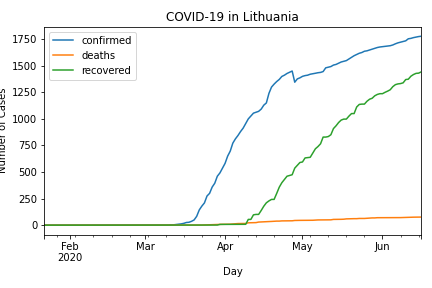 COVID-19 in Lithuania
confirmed
deaths
recovered
Number of Cases
1750
1500
1250
1000
750
500
250
0
Feb
2020
Mar
Apr
May
Jun
Day